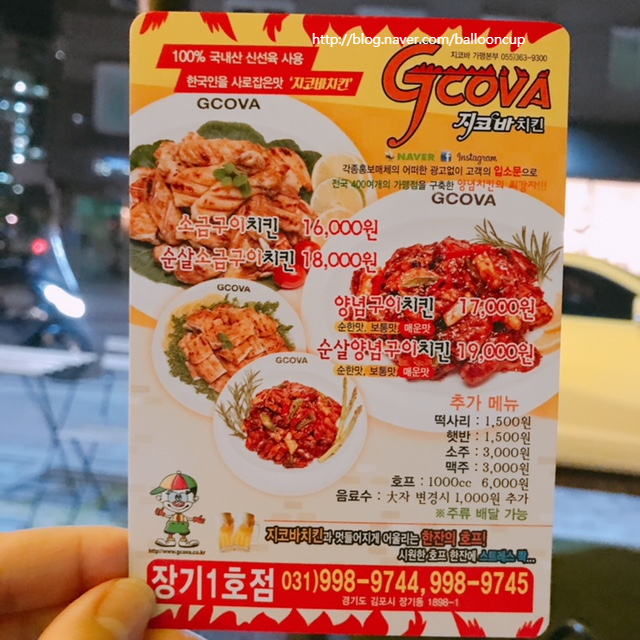 http://blog.naver.com/ballooncup
지코바 가맹본부 055)363-9300
100% 국내산 신선육 사용
한국인을 사로잡은맛 '지코바치킨'
GCOVA
지코바치킨
GCOVA
NAVER f Instagram
각종홍보매체의 어떠한 광고없이 고객의 입소문으로
전국 400여개의 가맹점을 구축한 양념치킨의 최강자!!!
GCOVA
소금구이치킨 16,000원
순살소금구이치킨 18,000원
GCOVA
양념구이치킨 17,000원
순한맛, 보통맛, 매운맛
순살양념구이치킨 19,000원
순한맛, 보통맛, 매운맛
GCOVA
추가 메뉴
떡사리 : 1,500원
햇반 : 1,500원
소주 : 3,000원
맥주 : 3,000원
호프 : 1000cc 6,000원
음료수 : 大자 변경시 1,000원 추가
※주류 배달 가능
지코바치킨과 멋들어지게 어울리는 한잔의 호프!
시원한 호프 한잔에 스트레스 싹...
http://www.gcova.co.kr
장기1호점 031)998-9744, 998-9745
경기도 김포시 장기동 1898-1